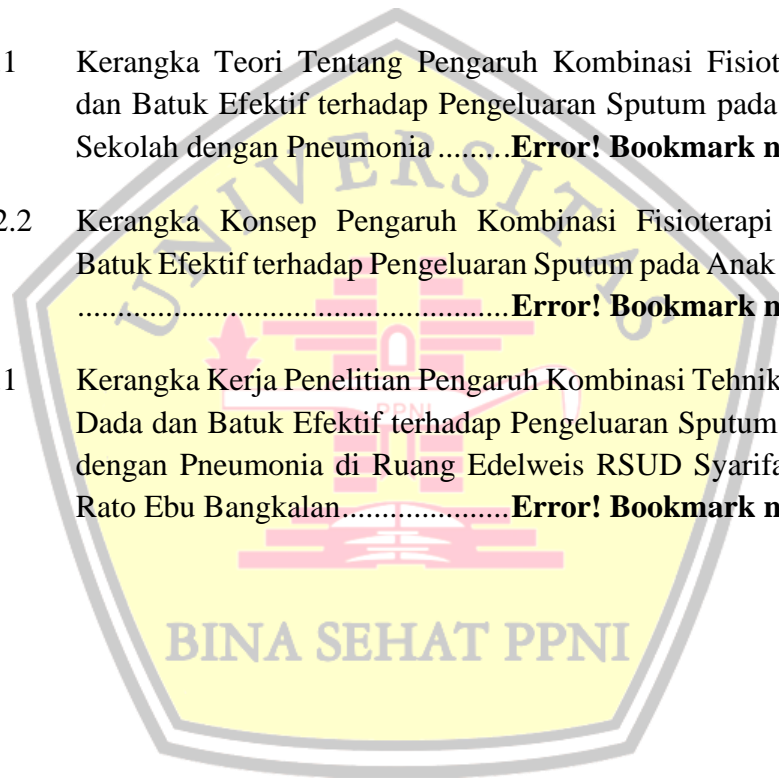 1 Kerangka Teori Tentang Pengaruh Kombinasi Fisiot
dan Batuk Efektif terhadap Pengeluaran Sputum pada
Sekolah dengan Pneumonia .........Error! Bookmark n
2.2 Kerangka Konsep Pengaruh Kombinasi Fisioterapi
Batuk Efektif terhadap Pengeluaran Sputum pada Anak
................................................Error! Bookmark n
1 Kerangka Kerja Penelitian Pengaruh Kombinasi Tehnik
Dada dan Batuk Efektif terhadap Pengeluaran Sputum
dengan Pneumonia di Ruang Edelweis RSUD Syarifa
Rato Ebu Bangkalan.....................Error! Bookmark n
UNIVERSITAS
PPNI
BINA SEHAT PPNI